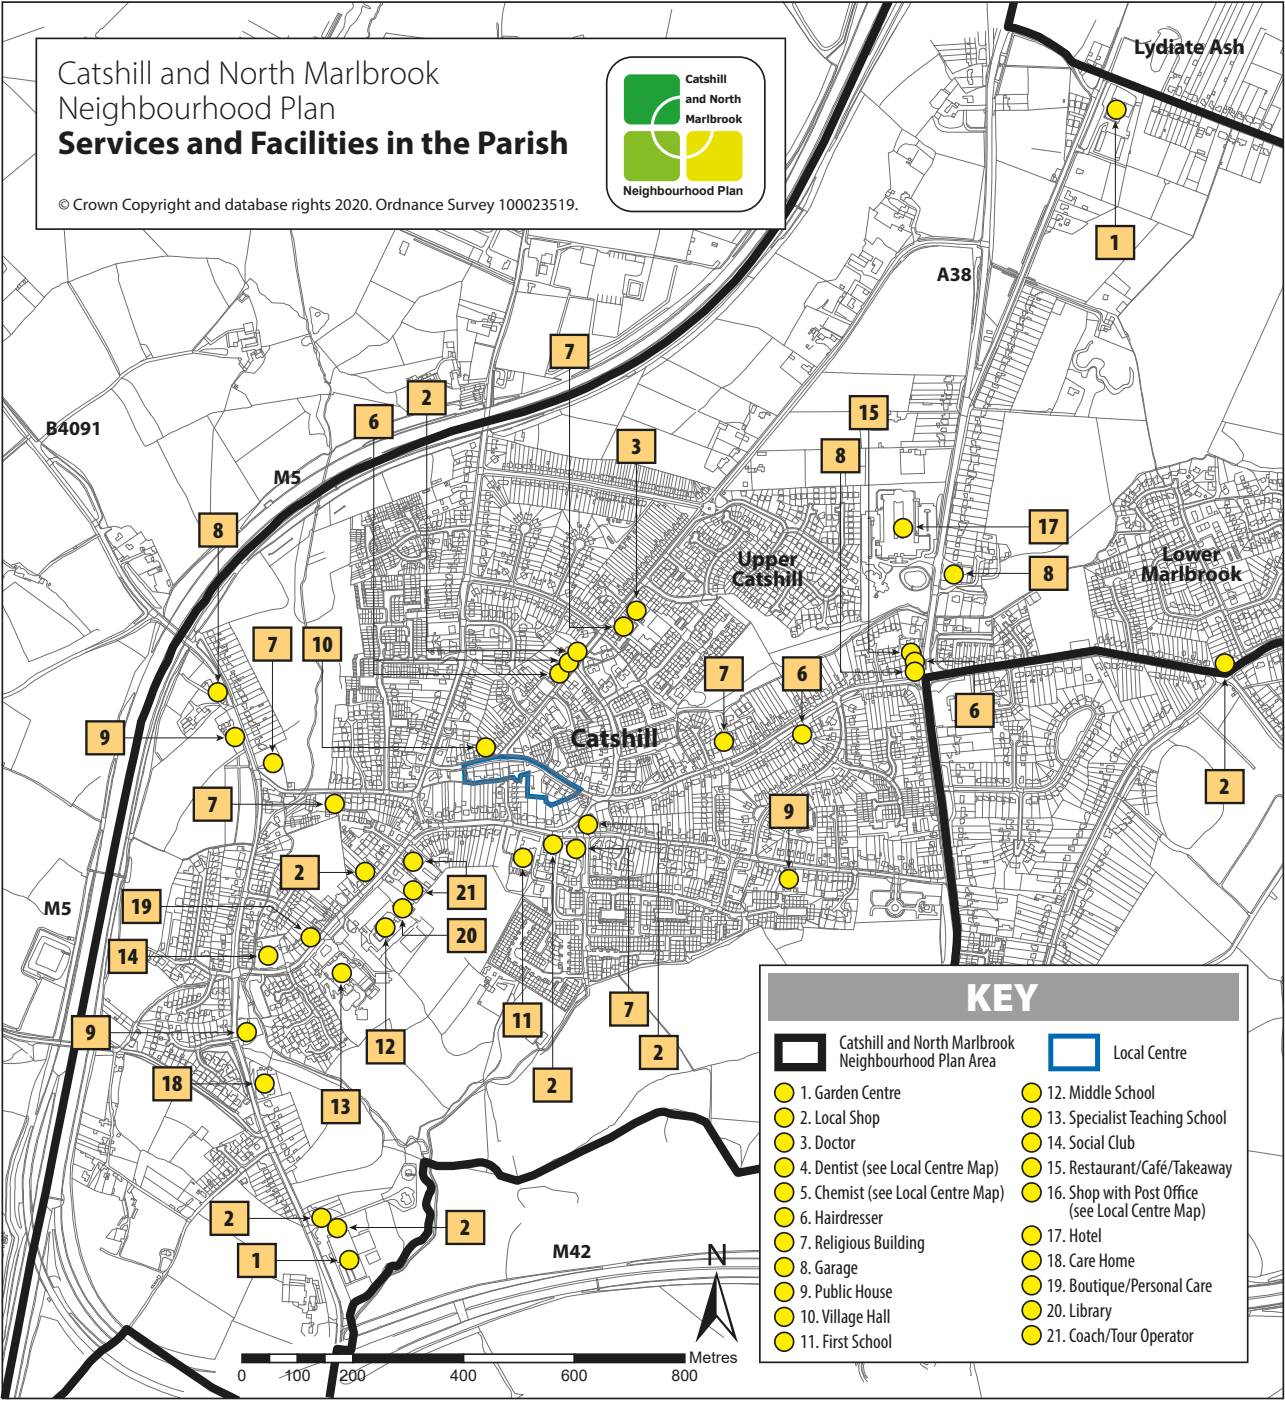 Catshill and North Marlbrook
Neighbourhood Plan
Services and Facilities in the Parish
© Crown Copyright and database rights 2020. Ordnance Survey 100023519.
Catshill
and North
Marlbrook
Neighbourhood Plan
Lydiate Ash
1
A38
7
2
6
15
B4091
3
8
M5
8
17
Upper
Catshill
Lower
Marlbrook
8
7
10
7
6
6
9
Catshill
2
7
9
2
21
19
M5
20
14
11
7
9
12
2
18
2
13
2
2
1
M42
N
0
100
200
400
600
800
Metres
KEY
Catshill and North Marlbrook
Neighbourhood Plan Area
Local Centre
1. Garden Centre
2. Local Shop
3. Doctor
4. Dentist (see Local Centre Map)
5. Chemist (see Local Centre Map)
6. Hairdresser
7. Religious Building
8. Garage
9. Public House
10. Village Hall
11. First School
12. Middle School
13. Specialist Teaching School
14. Social Club
15. Restaurant/Café/Takeaway
16. Shop with Post Office
(see Local Centre Map)
17. Hotel
18. Care Home
19. Boutique/Personal Care
20. Library
21. Coach/Tour Operator